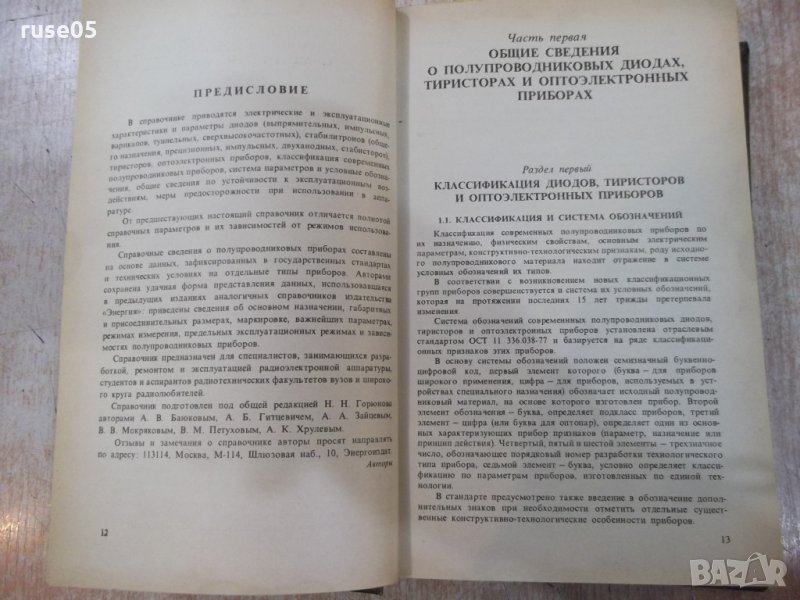 ruse05
ПРЕДИСЛОВИЕ
В справочнике приводятся электрические и эксплуатационные
характеристики и параметры диодов (выпрямительных, импульсных,
варикапов, туннельных, сверхвысокочастотных), стабилитронов (обще-
го назначения, прецизионных, импульсных, двуханодных, стабисторов),
тиристоров, оптоэлектронных приборов, классификация современных
полупроводниковых приборов, система параметров и условные обозна-
чения, общие сведения по устойчивости к эксплуатационным воз-
действиям, меры предосторожности при использовании в аппа-
ратуре.
От предшествующих настоящий справочник отличается полнотой
справочных параметров и их зависимостей от режимов использова-
ния.
Справочные сведения о полупроводниковых приборах составлены
на основе данных, зафиксированных в государственных стандартах
и технических условиях на отдельные типы приборов. Авторами
сохранена удачная форма представления данных, использовавшаяся
в предыдущих изданиях аналогичных справочников издательства
«Энергия»: приведены сведения об основном назначении, габаритных
и присоединительных размерах, маркировке, важнейших параметрах,
режимах измерения, предельных эксплуатационных режимах и зависи-
мостях полупроводниковых приборов.
Справочник предназначен для специалистов, занимающихся разра-
боткой, ремонтом и эксплуатацией радиоэлектронной аппаратуры,
студентов и аспирантов радиотехнических факультетов вузов и широко-
го круга радиолюбителей.
Справочник подготовлен под общей редакцией Н. Н. Горюнова
авторами А. В. Баюковым, А. Б. Гитцевичем, А. А. Зайцевым,
В. В. Мокряковым, В. М. Петуховым, А. К. Хрулевым.
Отзывы и замечания о справочнике авторы просят направлять
по адресу: 113114, Москва, М-114, Шлюзовая наб., 10, Энергоиздат.
Авторы
12
Часть первая
ОБЩИЕ СВЕДЕНИЯ
О ПОЛУПРОВОДНИКОВЫХ ДИОДАХ,
ТИРИСТОРАХ И ОПТОЭЛЕКТРОННЫХ
ПРИБОРАХ
Раздел первый
КЛАССИФИКАЦИЯ ДИОДОВ, ТИРИСТОРОВ
И ОПТОЭЛЕКТРОННЫХ ПРИБОРОВ
1.1. КЛАССИФИКАЦИЯ И СИСТЕМА ОБОЗНАЧЕНИЙ
Классификация современных полупроводниковых приборов по
их назначению, физическим свойствам, основным электрическим
параметрам, конструктивно-технологическим признакам, роду исходно-
го полупроводникового материала находит отражение в системе
условных обозначений их типов.
В соответствии с возникновением новых классификационных
групп приборов совершенствуется и система их условных обозначений,
которая на протяжении последних 15 лет трижды претерпевала
изменения.
Система обозначений современных полупроводниковых диодов,
тиристоров и оптоэлектронных приборов установлена отраслевым
стандартом ОСТ 11 336.038-77 и базируется на ряде классификаци-
онных признаков этих приборов.
В основу системы обозначений положен семизначный буквенно-
цифровой код, первый элемент которого (буква – для приборов
широкого применения, цифра – для приборов, используемых в уст-
ройствах специального назначения) обозначает исходный полупровод-
никовый материал, на основе которого изготовлен прибор. Второй
элемент обозначения – буква, определяет подкласс приборов, третий
элемент – цифра (или буква для оптопар), определяет один из основ-
ных характеризующих прибор признаков (параметр, назначение или
принцип действия). Четвертый, пятый и шестой элементы – трехзначное
число, обозначающее порядковый номер разработки технологического
типа прибора, седьмой элемент – буква, условно определяет классифи-
кацию по параметрам приборов, изготовленных по единой тех-
нологии.
В стандарте предусмотрено также введение в обозначение допол-
нительных знаков при необходимости отметить отдельные сущест-
венные конструктивно-технологические особенности приборов.
13
BAZAR